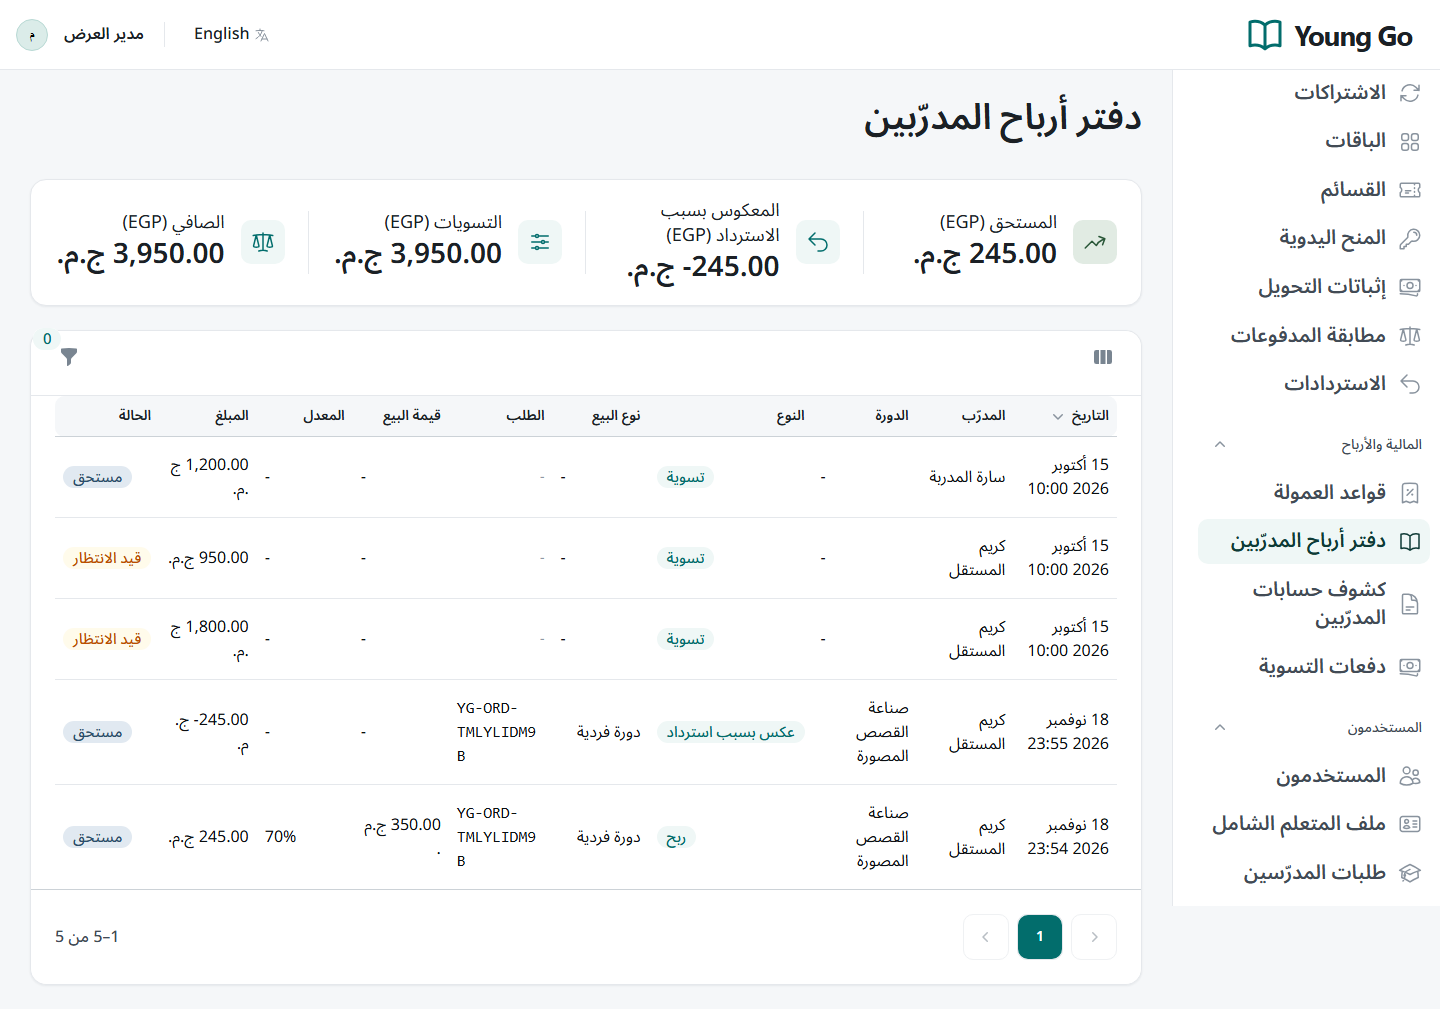 Young Go
English
مدير العرض
م
الاشتراكات
الباقات
القسائم
المنح اليدوية
إثباتات التحويل
مطابقة المدفوعات
الاستردادات
المالية والأرباح
قواعد العمولة
دفتر أرباح المدرّبين
كشوف حسابات
المدرّبين
دفعات التسوية
المستخدمون
المستخدمون
ملف المتعلم الشامل
طلبات المدرّسين
دفتر أرباح المدرّبين
المستحق (EGP)
245.00 ج.م.
المعكوس بسبب
الاسترداد (EGP)
-245.00 ج.م.
التسويات (EGP)
3,950.00 ج.م.
الصافي (EGP)
3,950.00 ج.م.
0
التاريخ المدرّب الدورة النوع نوع البيع الطلب قيمة البيع المعدل المبلغ الحالة
15 أكتوبر
2026 10:00
سارة المدربة
-
تسوية
-
-
-
-
1,200.00 ج
.م.
مستحق
15 أكتوبر
2026 10:00
كريم
المستقل
-
تسوية
-
-
-
-
950.00 ج.م.
قيد الانتظار
15 أكتوبر
2026 10:00
كريم
المستقل
-
تسوية
-
-
-
-
1,800.00 ج
.م.
قيد الانتظار
18 نوفمبر
2026 23:55
كريم
المستقل
صناعة
القصص
المصورة
عكس بسبب استرداد
دورة فردية
YG-ORD-
TMLYLIDM9
B
-
-
-245.00 ج.
م.
مستحق
18 نوفمبر
2026 23:54
كريم
المستقل
صناعة
القصص
المصورة
ربح
دورة فردية
YG-ORD-
TMLYLIDM9
B
350.00 ج.م
.
70%
245.00 ج.م.
مستحق
1
1–5 من 5